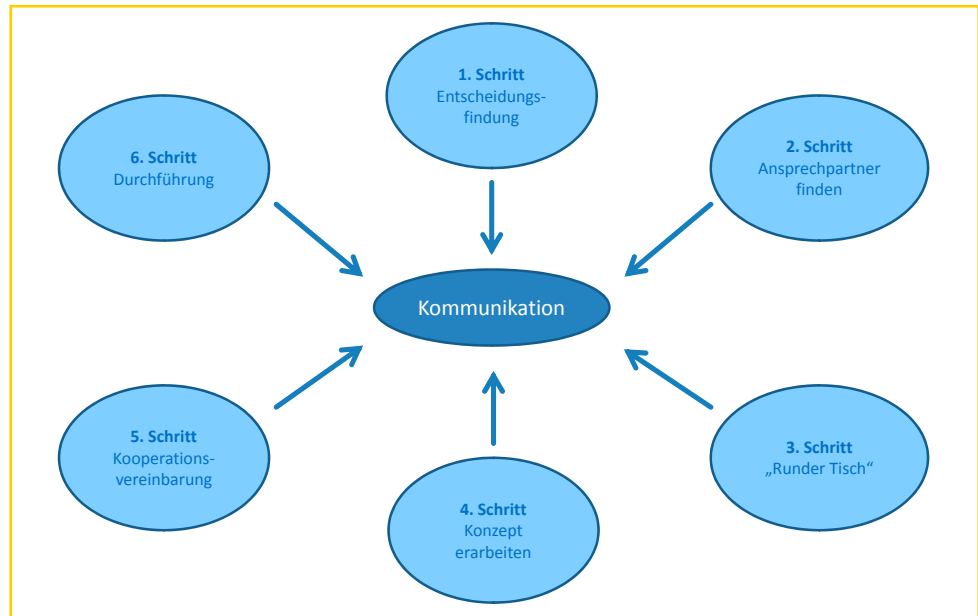 1. Schritt
Entscheidungs-
findung
2. Schritt
Ansprechpartner
finden
3. Schritt
„Runder Tisch“
4. Schritt
Konzept
erarbeiten
5. Schritt
Kooperations-
vereinbarung
6. Schritt
Durchführung
Kommunikation